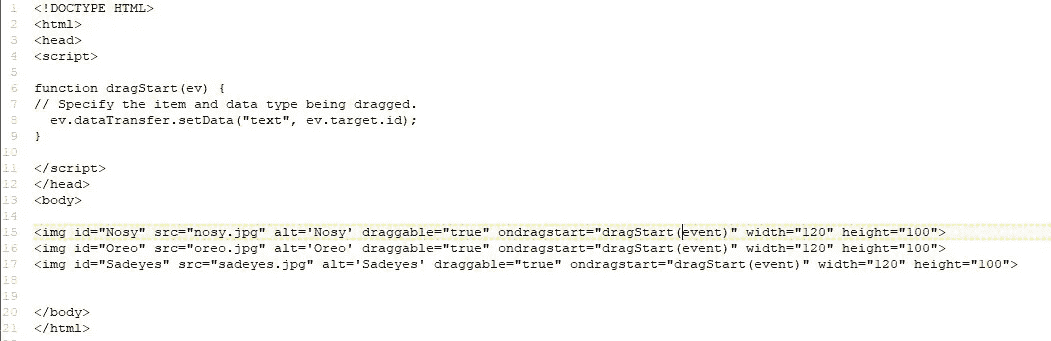 1 <!DOCTYPE HTML>
2 <html>
3 <head>
4 <script>
5
6 function dragStart(ev) {
7 // Specify the item and data type being dragged.
8   ev.dataTransfer.setData("text", ev.target.id);
9 }
10
11 </script>
12 </head>
13 <body>
14
15 <img id="Nosy" src="nosy.jpg" alt='Nosy' draggable="true" ondragstart="dragStart(event)" width="120" height="100">
16 <img id="Oreo" src="oreo.jpg" alt='Oreo' draggable="true" ondragstart="dragStart(event)" width="120" height="100">
17 <img id="Sadeyes" src="sadeyes.jpg" alt='Sadeyes' draggable="true" ondragstart="dragStart(event)" width="120" height="100">
18
19
20 </body>
21 </html>